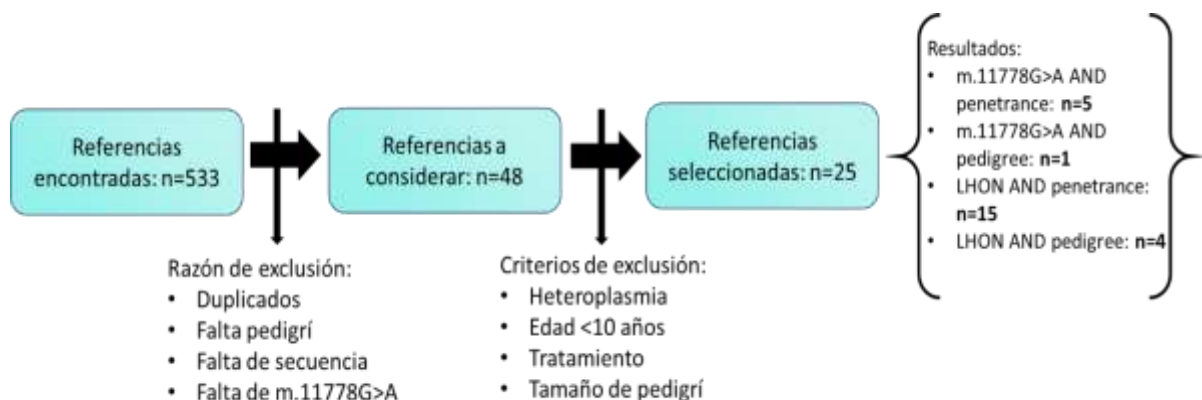 Referencias
encontradas: n=533
Referencias a
considerar: n=48
Referencias
seleccionadas: n=25
Resultados:
• m.11778G>A AND
penetrance: n=5
• m.11778G>A AND
pedigree: n=1
• LHON AND penetrance:
n=15
• LHON AND pedigree: n=4
Razón de exclusión:
• Duplicados
• Falta pedigrí
• Falta de secuencia
• Falta de m.11778G>A
Criterios de exclusión:
• Heteroplasmia
• Edad <10 años
• Tratamiento
• Tamaño de pedigrí